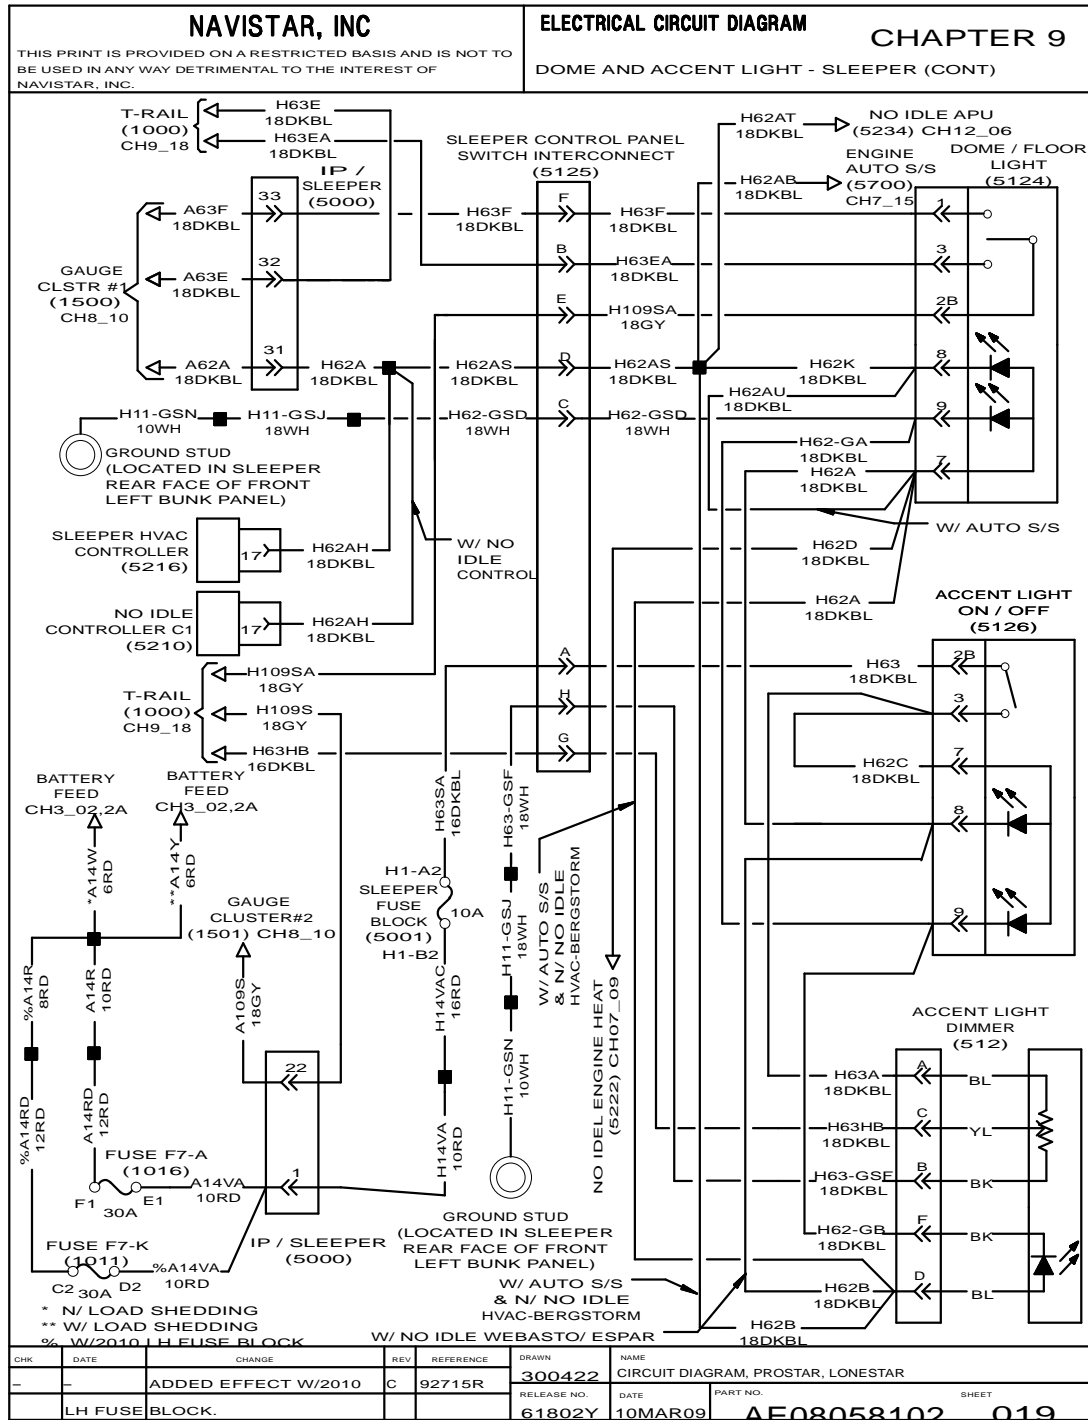 NAVISTAR, INC
THIS PRINT IS PROVIDED ON A RESTRICTED BASIS AND IS NOT TO
BE USED IN ANY WAY DETRIMENTAL TO THE INTEREST OF
NAVISTAR, INC.
ELECTRICAL CIRCUIT DIAGRAM
CHAPTER 9
DOME AND ACCENT LIGHT - SLEEPER (CONT)
T-RAIL
(1000)
CH9_18
H63E
18DKBL
H63EA
18DKBL
IP /
SLEEPER
(5000)
SLEEPER CONTROL PANEL
SWITCH INTERCONNECT
(5125)
H62AT
18DKBL
NO IDLE APU
(5234) CH12_06
H62AB
18DKBL
ENGINE
AUTO S/S
(5700)
CH7_15
DOME / FLOOR
LIGHT
(5124)
GAUGE
CLSTR #1
(1500)
CH8_10
A63F
18DKBL
33
H63F
18DKBL
F
H63F
18DKBL
1
A63E
18DKBL
32
B
H63EA
18DKBL
3
E
H109SA
18GY
2B
A62A
18DKBL
31
H62A
18DKBL
H62AS
18DKBL
D
H62AS
18DKBL
H62K
18DKBL
8
H62AU
18DKBL
H11-GSN
10WH
H11-GSJ
18WH
H62-GSD
18WH
C
H62-GSD
18WH
9
GROUND STUD
(LOCATED IN SLEEPER
REAR FACE OF FRONT
LEFT BUNK PANEL)
H62-GA
18DKBL
H62A
18DKBL
7
W/ AUTO S/S
SLEEPER HVAC
CONTROLLER
(5216)
17
H62AH
18DKBL
W/ NO
IDLE
CONTROL
H62D
18DKBL
NO IDLE
CONTROLLER C1
(5210)
17
H62AH
18DKBL
H62A
18DKBL
ACCENT LIGHT
ON / OFF
(5126)
T-RAIL
(1000)
CH9_18
H109SA
18GY
H109S
18GY
H63HB
16DKBL
A
H
G
H63
18DKBL
2B
3
H62C
18DKBL
7
8
9
BATTERY
FEED
CH3_02,2A
BATTERY
FEED
CH3_02,2A
*A14W
6RD
**A14Y
6RD
GAUGE
CLUSTER#2
(1501) CH8_10
H63SA
16DKBL
H1-A2
SLEEPER
FUSE
BLOCK
(5001)
H1-B2
10A
H63-GSF
18WH
H11-GSJ
18WH
W/ AUTO S/S
& N/ NO IDLE
HVAC-BERGSTORM
%A14R
8RD
A14R
10RD
A109S
18GY
H14VAC
16RD
H11-GSN
10WH
NO IDEL ENGINE HEAT
(5222) CH07_09
%A14RD
12RD
A14RD
12RD
22
H14VA
10RD
ACCENT LIGHT
DIMMER
(512)
H63A
18DKBL
A
BL
H63HB
18DKBL
C
YL
H63-GSF
18DKBL
B
BK
H62-GB
18DKBL
F
BK
H62B
18DKBL
D
BL
FUSE F7-A
(1016)
F1
30A
E1
A14VA
10RD
1
FUSE F7-K
(1011)
C2
30A
D2
%A14VA
10RD
IP / SLEEPER
(5000)
GROUND STUD
(LOCATED IN SLEEPER
REAR FACE OF FRONT
LEFT BUNK PANEL)
W/ AUTO S/S
& N/ NO IDLE
HVAC-BERGSTORM
W/ NO IDLE WEBASTO/ ESPAR
H62B
18DKBL
* N/ LOAD SHEDDING
** W/ LOAD SHEDDING
% W/2010 LH FUSE BLOCK
CHK DATE CHANGE REV REFERENCE
– – ADDED EFFECT W/2010 C 92715R
LH FUSE BLOCK.
DRAWN
300422
NAME
CIRCUIT DIAGRAM, PROSTAR, LONESTAR
RELEASE NO.
61802Y
DATE
10MAR09
PART NO.
AE08058102
SHEET
019